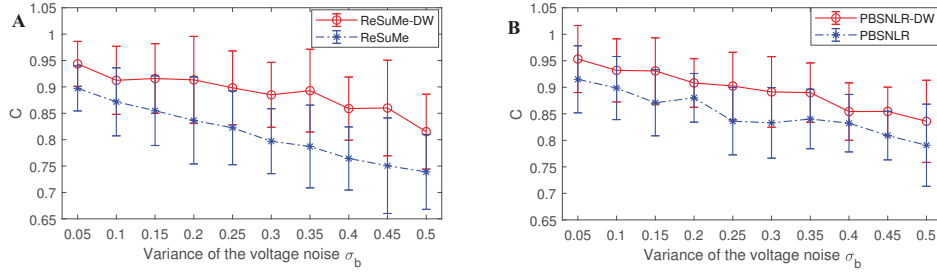 A
ReSuMe-DW
ReSuMe
1
0.95
0.9
0.85
0.8
0.75
0.7
0.65
C
0.05 0.1 0.15 0.2 0.25 0.3 0.35 0.4 0.45 0.5
Variance of the voltage noise σb
B
PBSNLR-DW
PBSNLR
1
0.95
0.9
0.85
0.8
0.75
0.7
0.65
C
0.05 0.1 0.15 0.2 0.25 0.3 0.35 0.4 0.45 0.5
Variance of the voltage noise σb